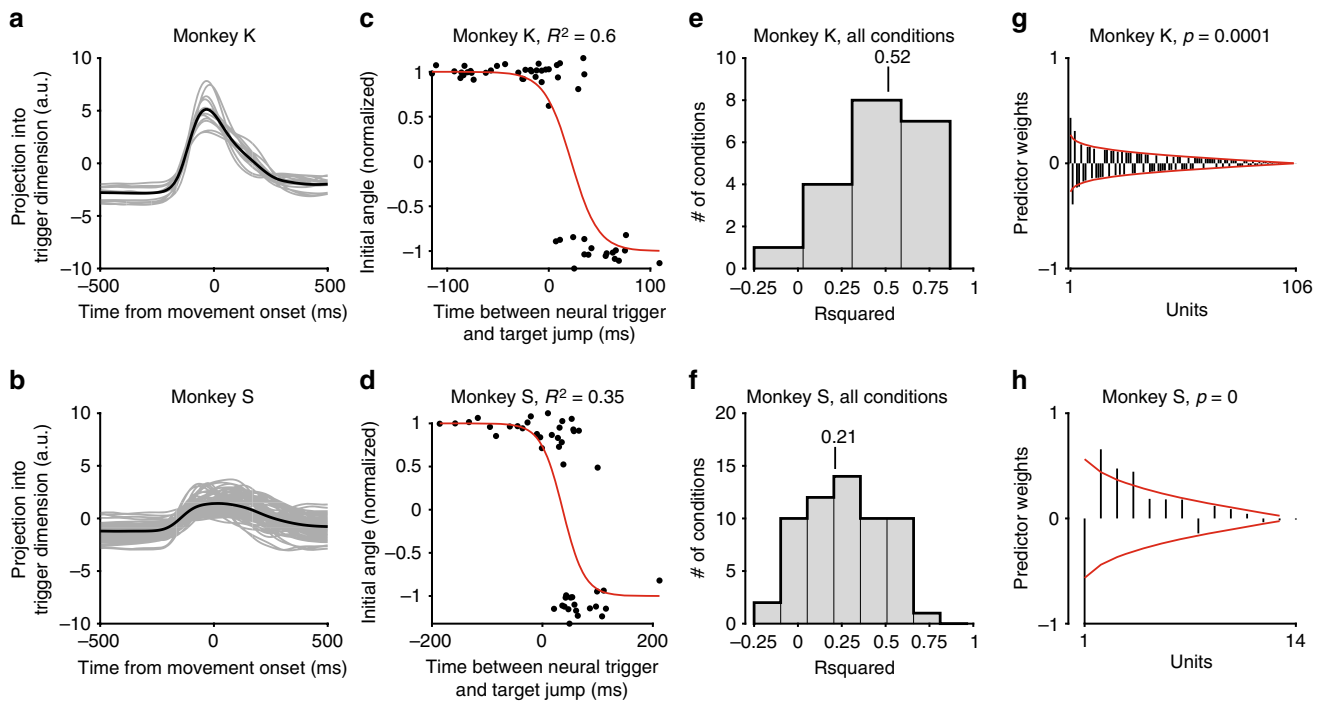 a
Monkey K
Projection into
trigger dimension (a.u.)
10
5
0
−5
−10
−500
0
500
Time from movement onset (ms)
c
Monkey K, R² = 0.6
Initial angle (normalized)
1
0.5
0
−0.5
−1
−100
0
100
Time between neural trigger
and target jump (ms)
e
Monkey K, all conditions
0.52
# of conditions
10
8
6
4
2
0
−0.25
0
0.25
0.5
0.75
1
Rsquared
g
Monkey K, p = 0.0001
Predictor weights
1
0
−1
1
106
Units
b
Monkey S
Projection into
trigger dimension (a.u.)
10
5
0
−5
−10
−500
0
500
Time from movement onset (ms)
d
Monkey S, R² = 0.35
Initial angle (normalized)
1
0.5
0
−0.5
−1
−200
0
200
Time between neural trigger
and target jump (ms)
f
Monkey S, all conditions
0.21
# of conditions
20
15
10
5
0
−0.25
0
0.25
0.5
0.75
1
Rsquared
h
Monkey S, p = 0
Predictor weights
1
0
−1
1
14
Units